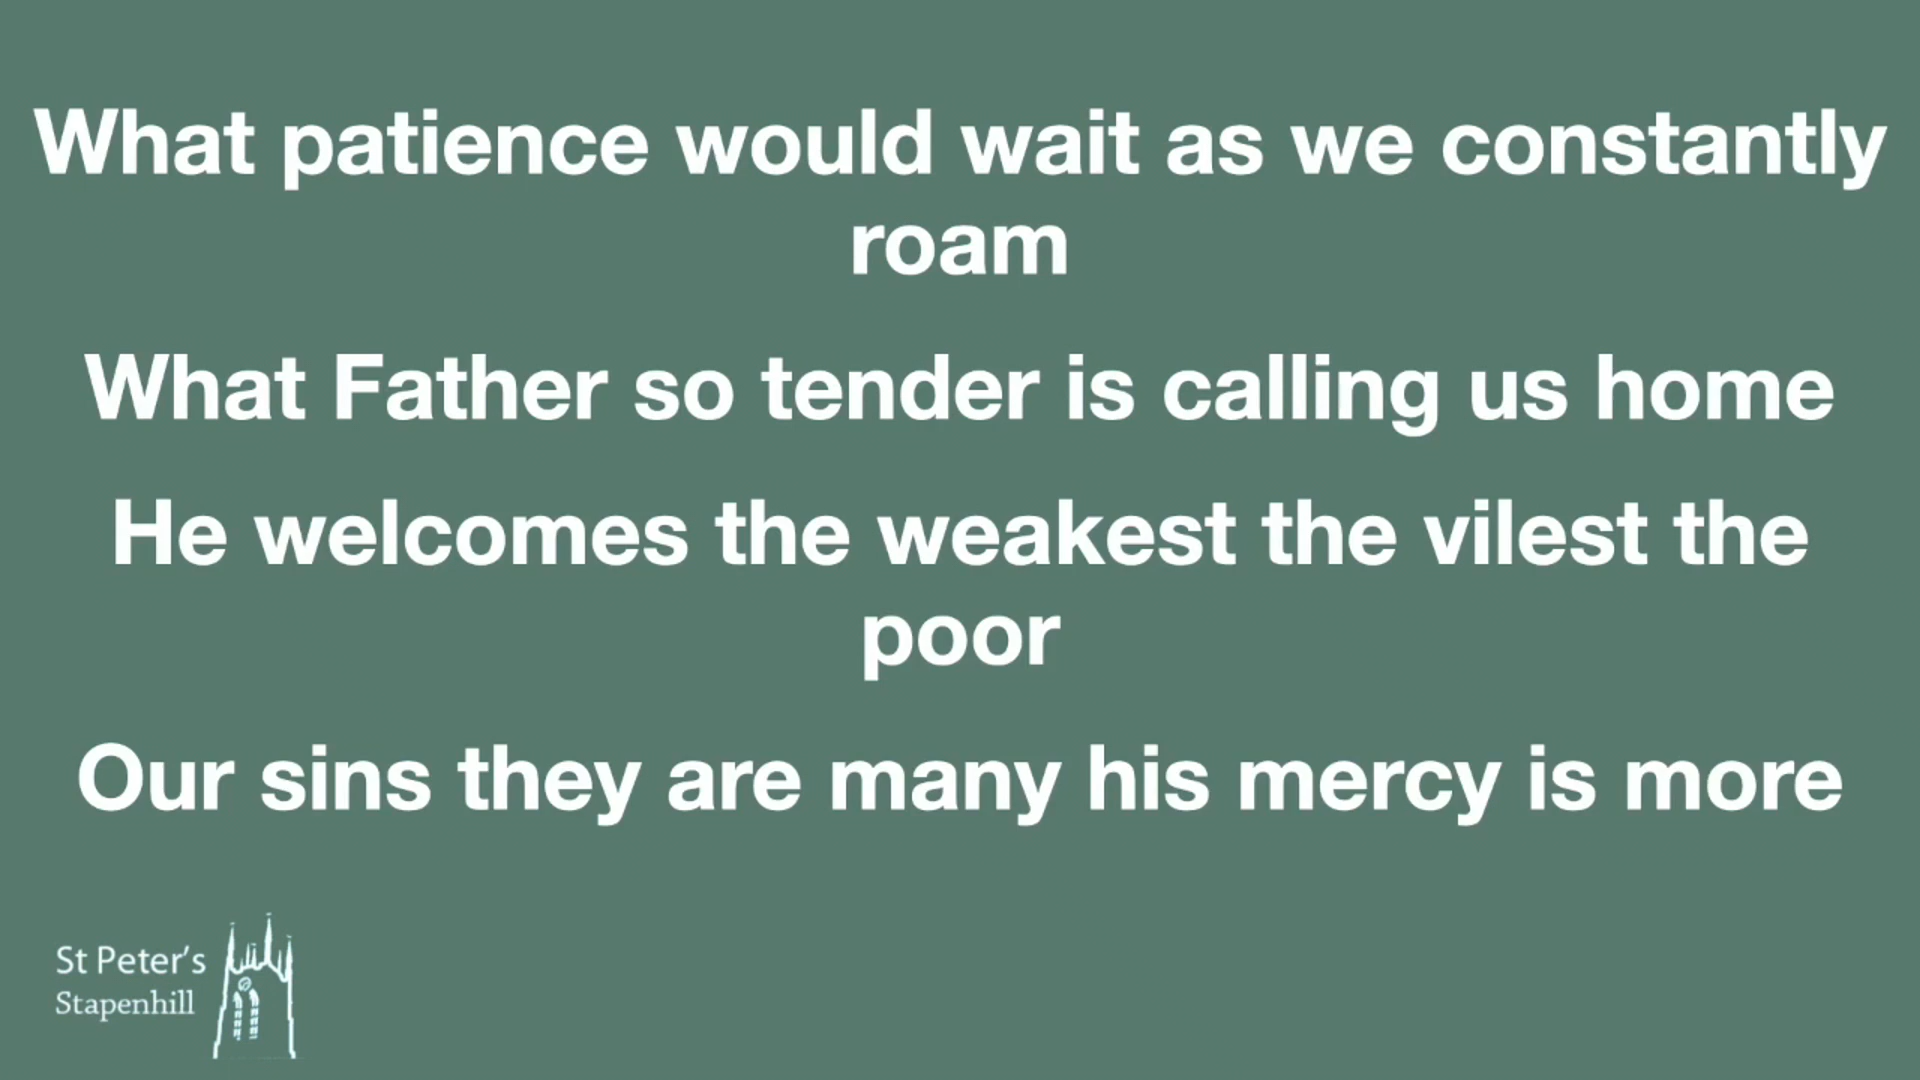 What patience would wait as we constantly
roam
What Father so tender is calling us home
He welcomes the weakest the vilest the
poor
Our sins they are many his mercy is more
St Peter's
Stapenhill